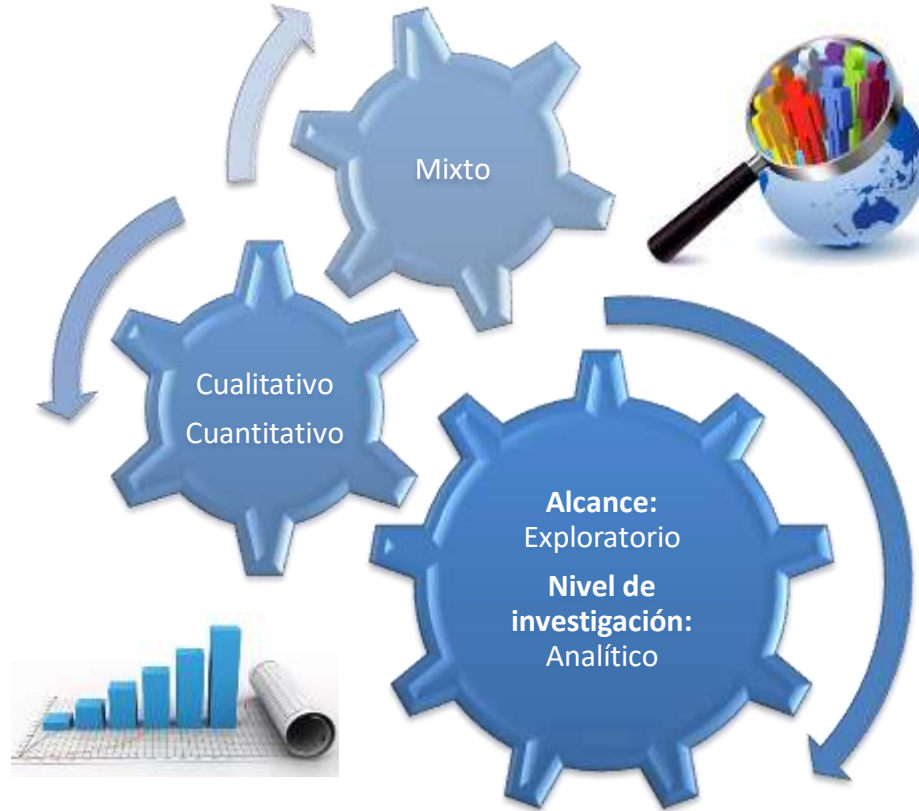 Mixto
Cualitativo
Cuantitativo
Alcance:
Exploratorio
Nivel de
investigación:
Analítico